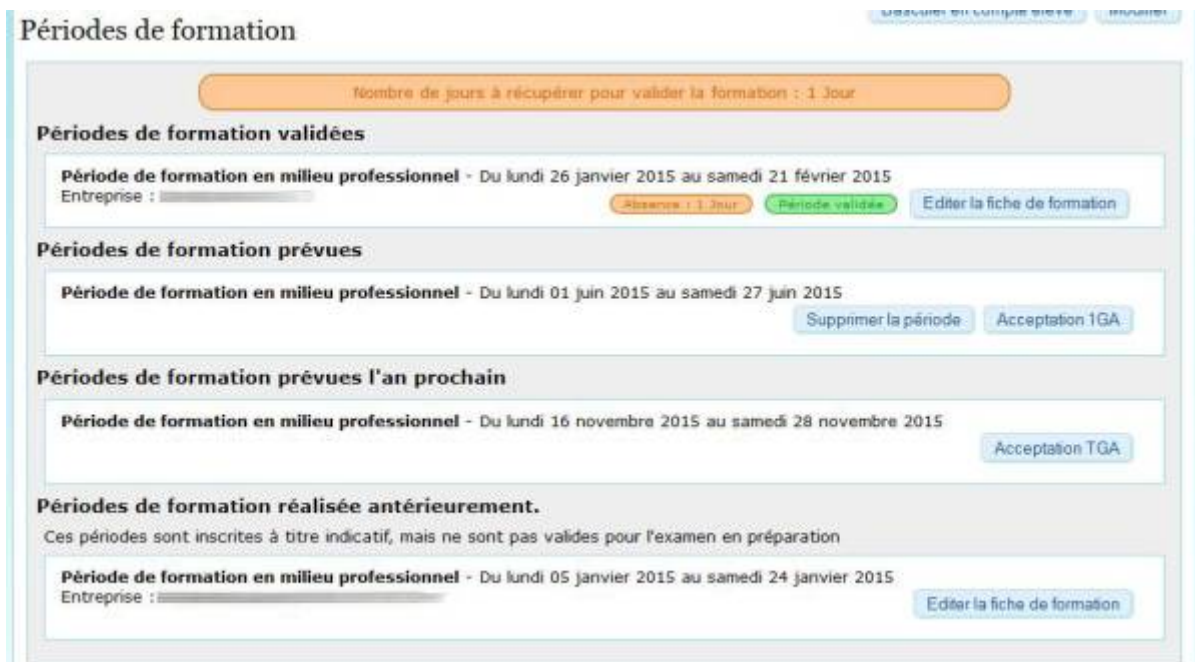 Basculer en compte élève Modifier
Périodes de formation
Nombre de jours à récupérer pour valider la formation : 1 Jour
Périodes de formation validées
Période de formation en milieu professionnel - Du lundi 26 janvier 2015 au samedi 21 février 2015
Entreprise :
Absence : 1 Jour Période validée Editer la fiche de formation
Périodes de formation prévues
Période de formation en milieu professionnel - Du lundi 01 juin 2015 au samedi 27 juin 2015
Supprimer la période Acceptation 1GA
Périodes de formation prévues l'an prochain
Période de formation en milieu professionnel - Du lundi 16 novembre 2015 au samedi 28 novembre 2015
Acceptation TGA
Périodes de formation réalisée antérieurement.
Ces périodes sont inscrites à titre indicatif, mais ne sont pas valides pour l'examen en préparation
Période de formation en milieu professionnel - Du lundi 05 janvier 2015 au samedi 24 janvier 2015
Entreprise :
Editer la fiche de formation